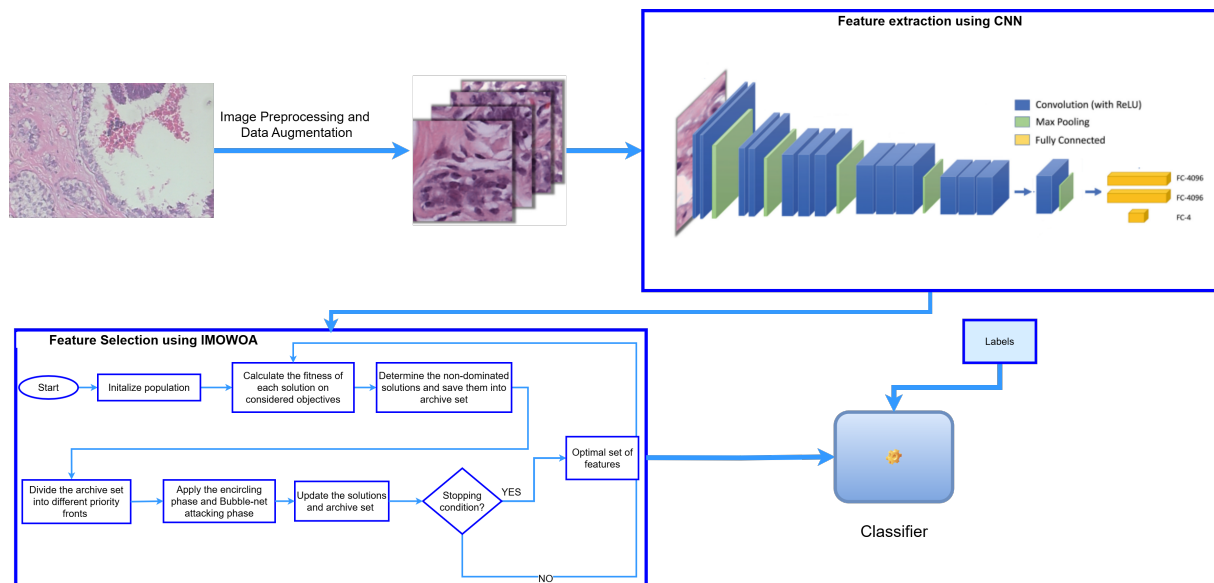 Feature extraction using CNN
Image Preprocessing and
Data Augmentation
Convolution (with ReLU)
Max Pooling
Fully Connected
FC-4096
FC-4096
FC-4
Feature Selection using IMOWOA
Start
Initalize population
Calculate the fitness of
each solution on
considered objectives
Determine the non-dominated
solutions and save them into
archive set
Divide the archive set
into different priority
fronts
Apply the encircling
phase and Bubble-net
attacking phase
Update the solutions
and archive set
Stopping
condition?
YES
NO
Optimal set of
features
Labels
Classifier